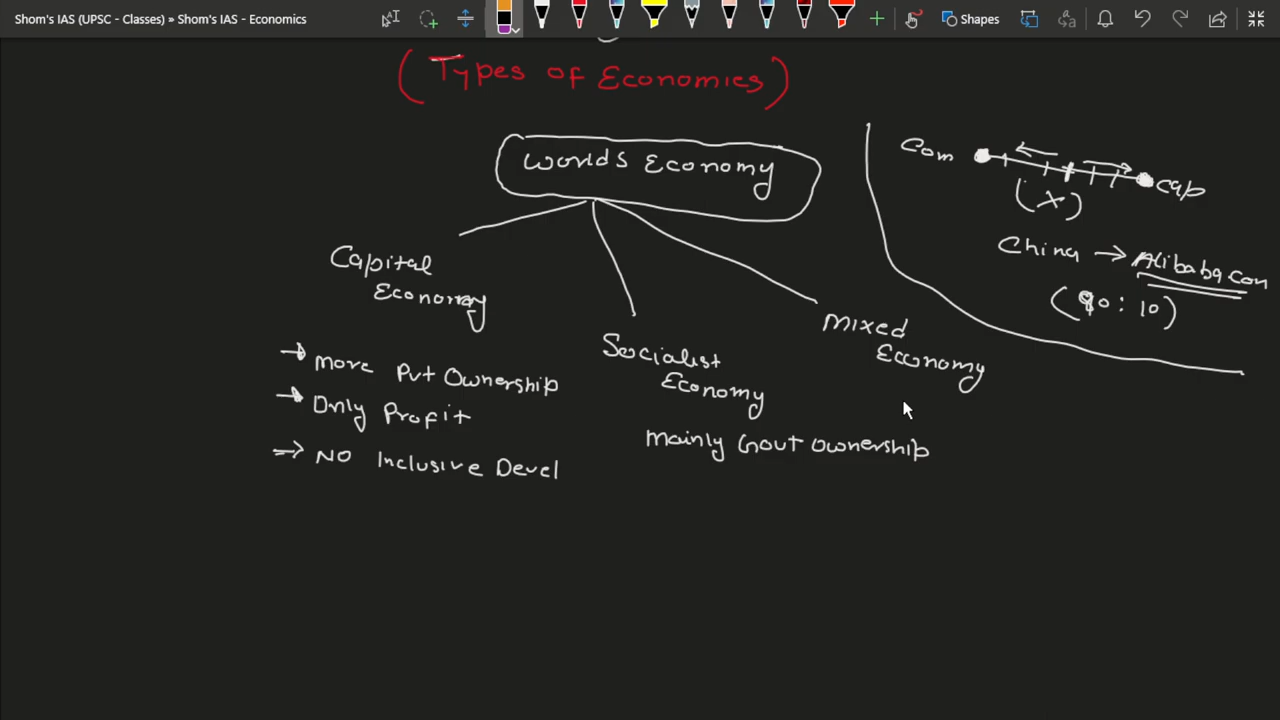 Shom's IAS (UPSC - Classes) » Shom's IAS - Economics
Shapes
(Types of Economies)
Worlds Economy
Capital
Economy
→ More Pvt Ownership
→ Only Profit
→ NO Inclusive Devel
Socialist
Economy
Mainly Govt ownership
Mixed
Economy
Com
Cap
(X)
China → Alibaba.com
(90:10)